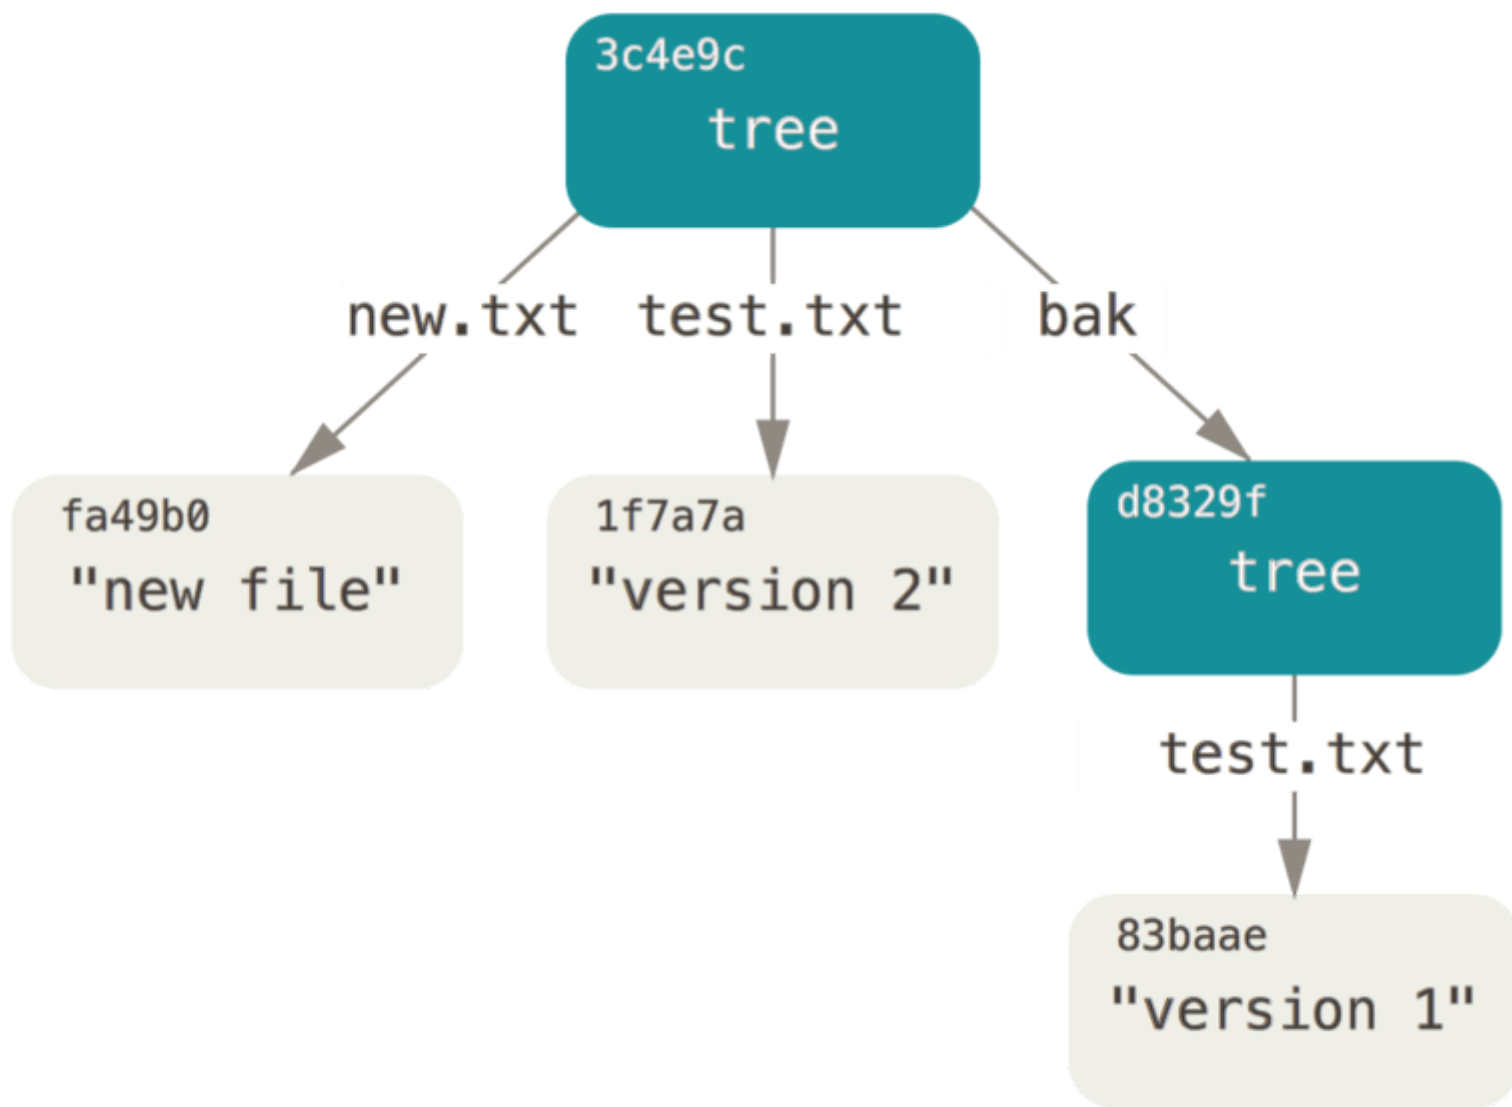 3c4e9c
tree
new.txt
test.txt
bak
fa49b0
"new file"
1f7a7a
"version 2"
d8329f
tree
test.txt
83baae
"version 1"